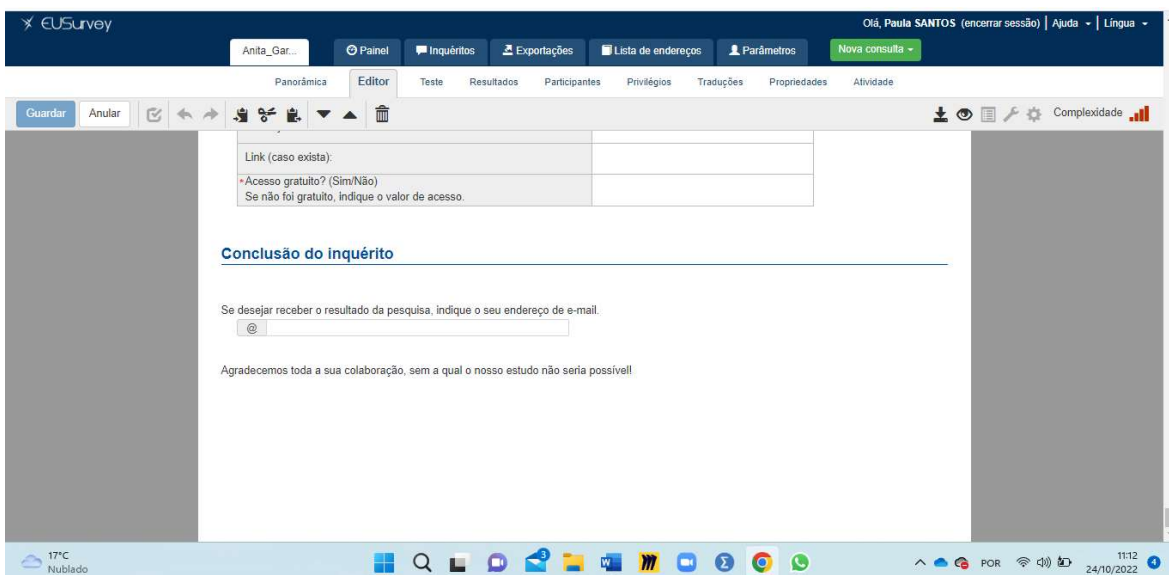 EUSurvey
Olá, Paula SANTOS (encerrar sessão) | Ajuda | Língua
Anita_Gar... Painel Inquéritos Exportações Lista de endereços Parâmetros Nova consulta
Panorâmica Editor Teste Resultados Participantes Privilégios Traduções Propriedades Atividade
Guardar Anular Complexidade
Link (caso exista):
*Acesso gratuito? (Sim/Não)
Se não foi gratuito, indique o valor de acesso.
Conclusão do inquérito
Se desejar receber o resultado da pesquisa, indique o seu endereço de e-mail.
@
Agradecemos toda a sua colaboração, sem a qual o nosso estudo não seria possível!
17°C
Nublado
3
POR
11:12
24/10/2022
4